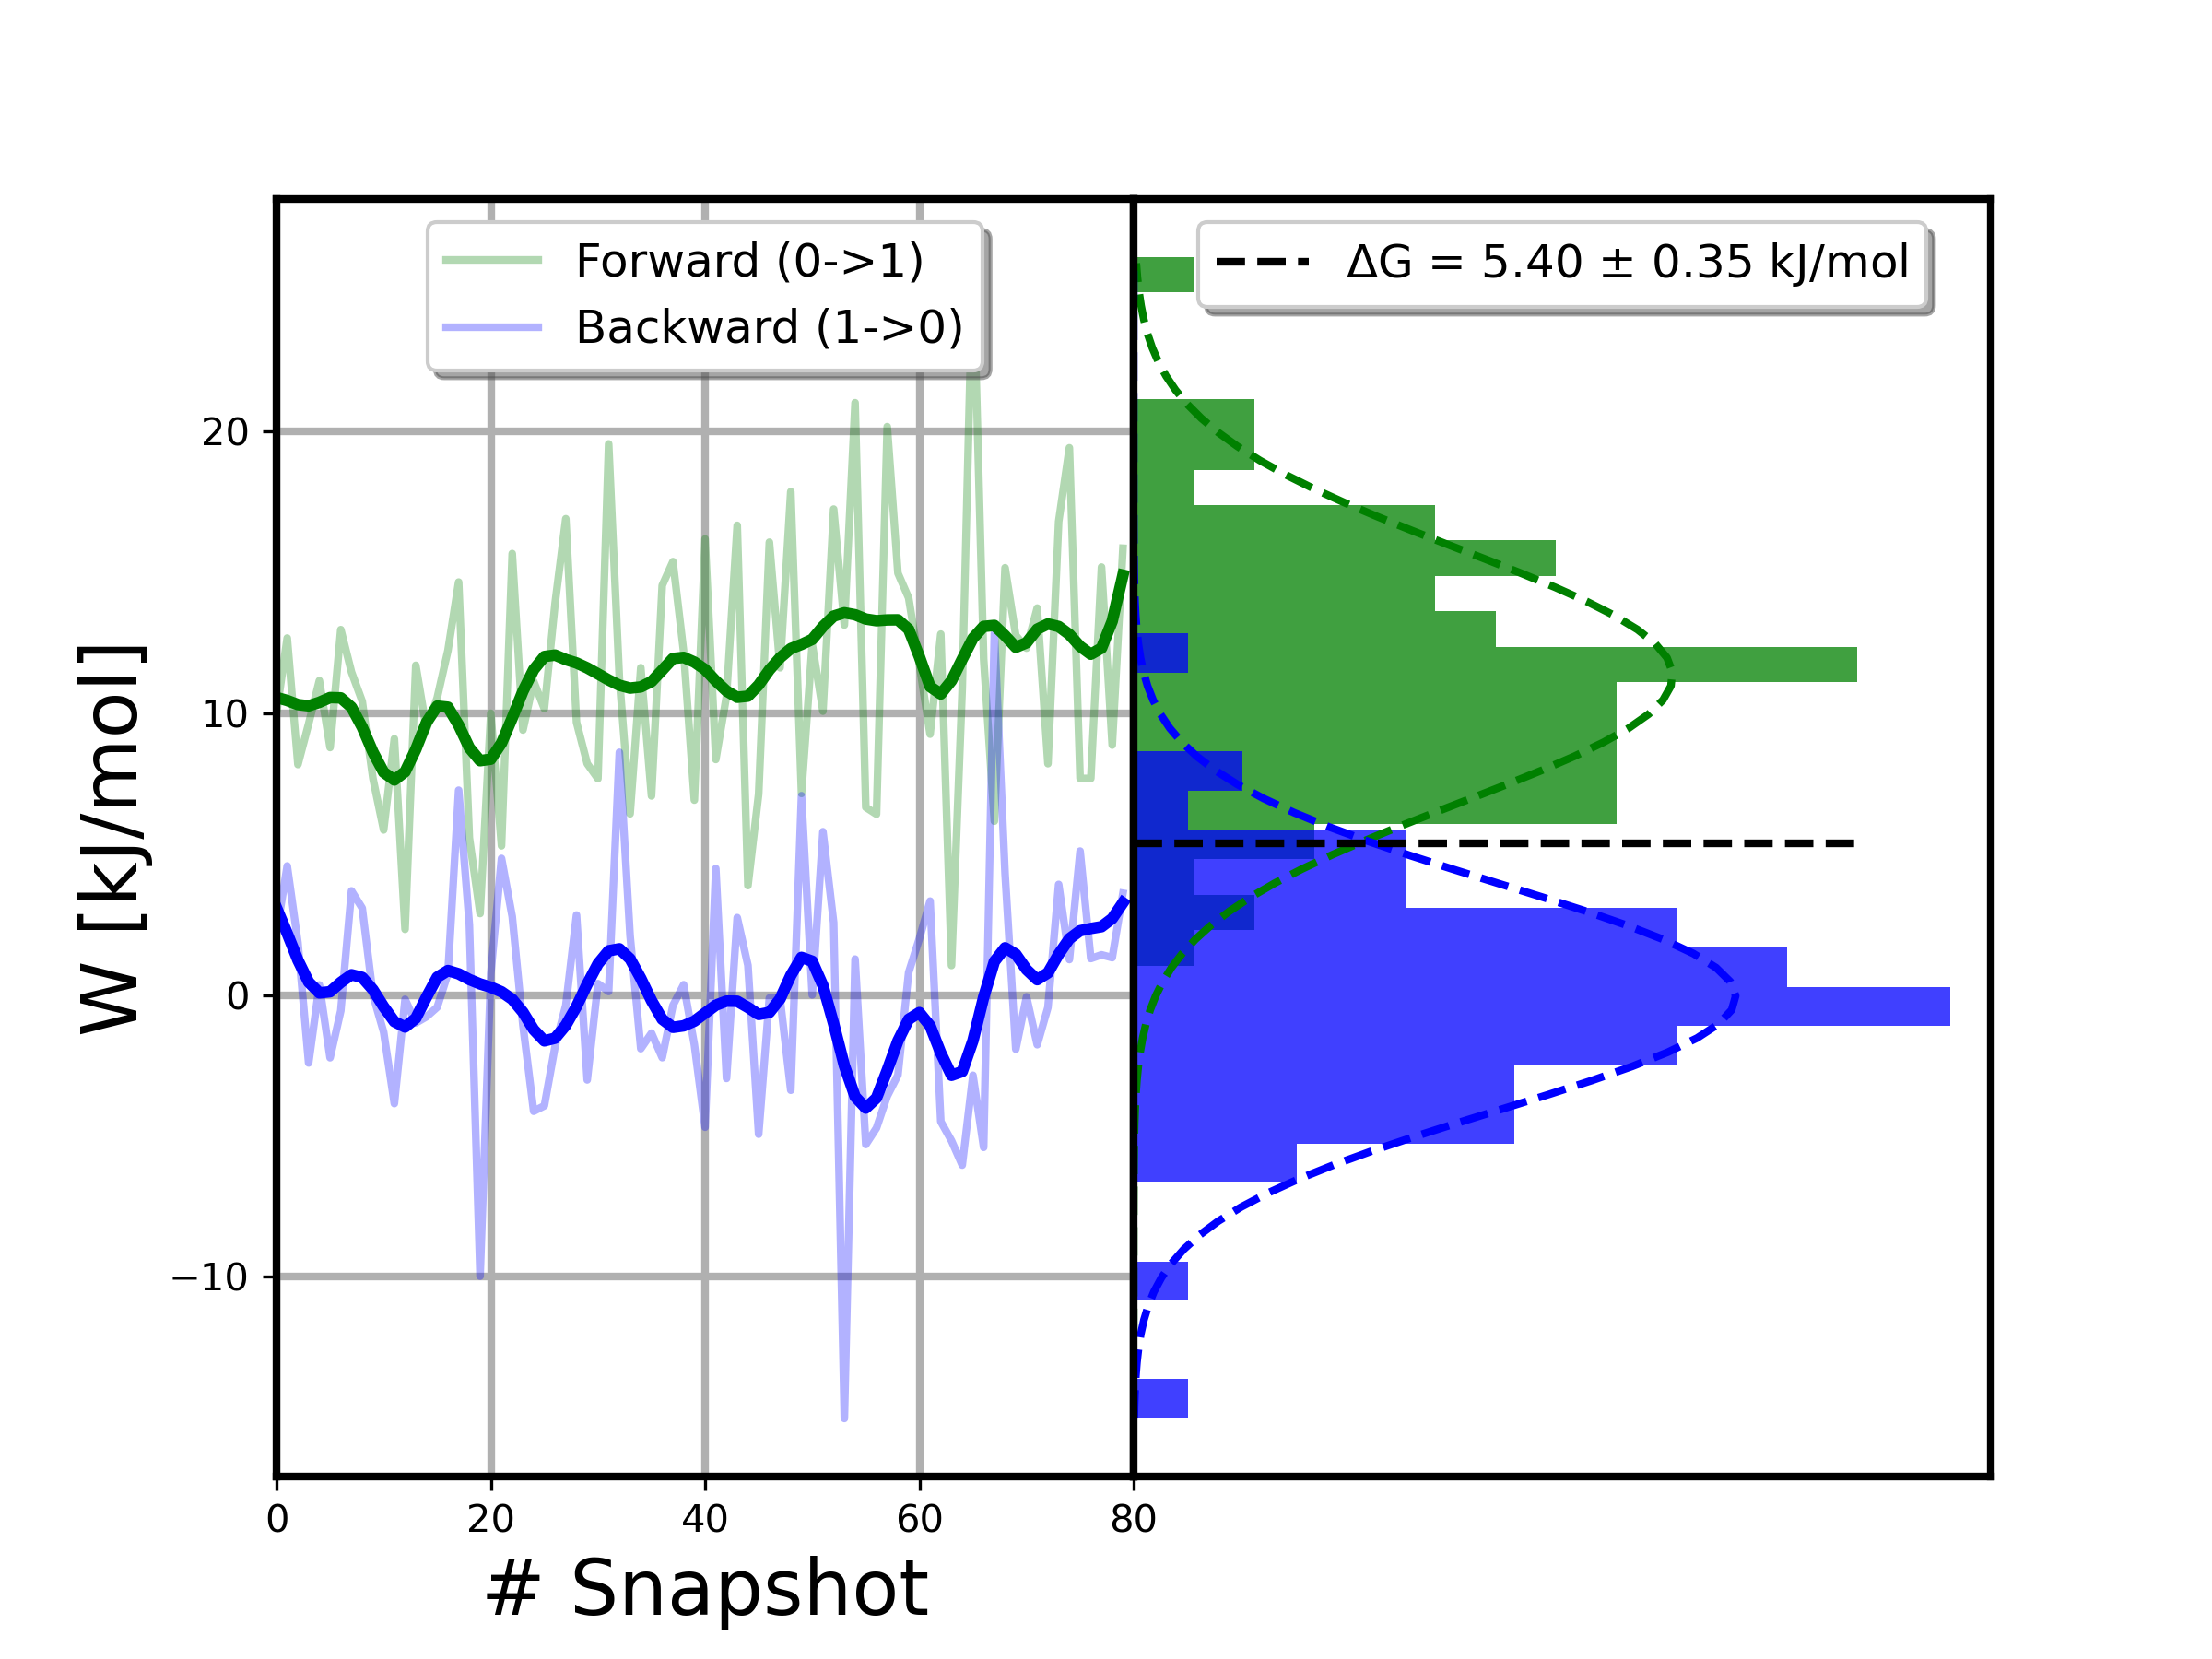 Forward (0->1)
Backward (1->0)
ΔG = 5.40 ± 0.35 kJ/mol
W [kJ/mol]
20
10
0
−10
0 20 40 60 80
# Snapshot